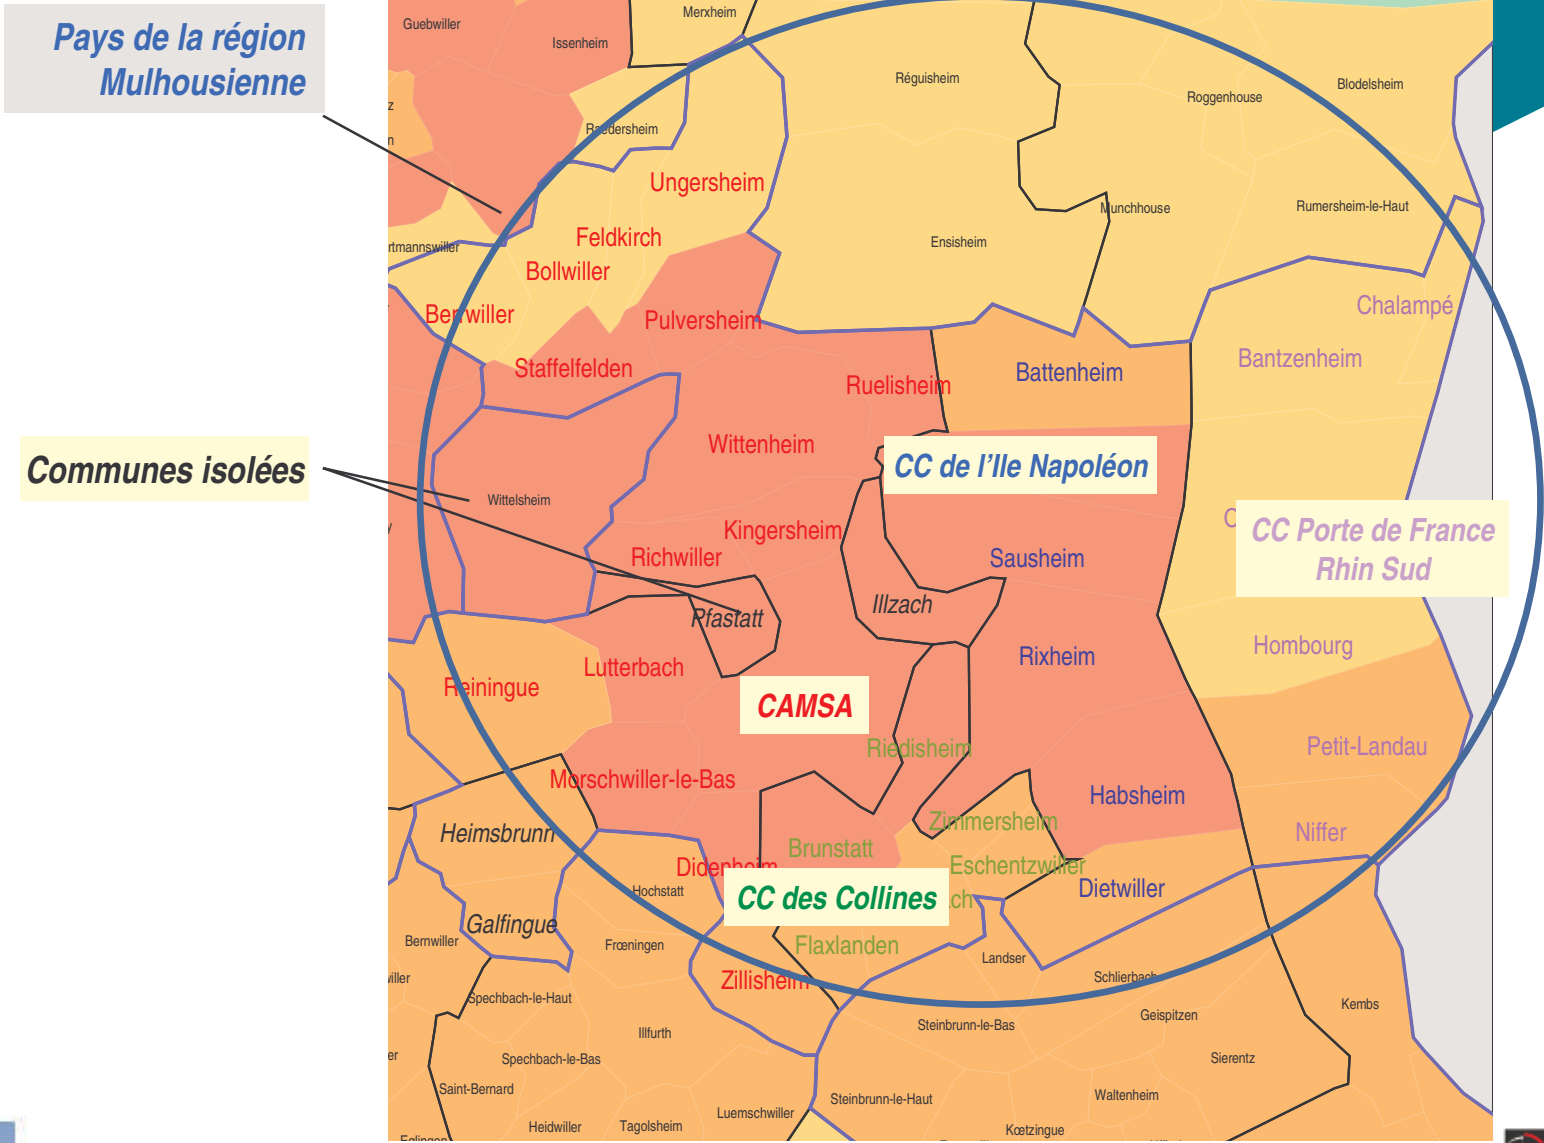 Pays de la région
Mulhousienne
Guebwiller
Merxheim
Issenheim
Réguisheim
Blodelsheim
Roggenhouse
Raedersheim
Ungersheim
Rumersheim-le-Haut
Munchhouse
Feldkirch
Ensisheim
rtmannswiller
Bollwiller
Chalampé
Berrwiller
Pulversheim
Bantzenheim
Staffelfelden
Battenheim
Ruelisheim
Wittenheim
CC de l'Ile Napoléon
Communes isolées
Wittelsheim
CC Porte de France
Rhin Sud
Kingersheim
Richwiller
Sausheim
Illzach
Pfastatt
Hombourg
Rixheim
Lutterbach
Reiningue
CAMSA
Riedisheim
Petit-Landau
Morschwiller-le-Bas
Habsheim
Zimmersheim
Heimsbrunn
Niffer
Brunstatt
Didenheim
Eschentzwiller
Hochstatt
Dietwiller
CC des Collines
ch
Galfingue
Bernwiller
Frœningen
Flaxlanden
Landser
Zillisheim
Schlierbach
Spechbach-le-Haut
Kembs
Geispitzen
Steinbrunn-le-Bas
Illfurth
Spechbach-le-Bas
Sierentz
Saint-Bernard
Waltenheim
Steinbrunn-le-Haut
Luemschwiller
Heidwiller
Tagolsheim
Kœtzingue
Eglingen